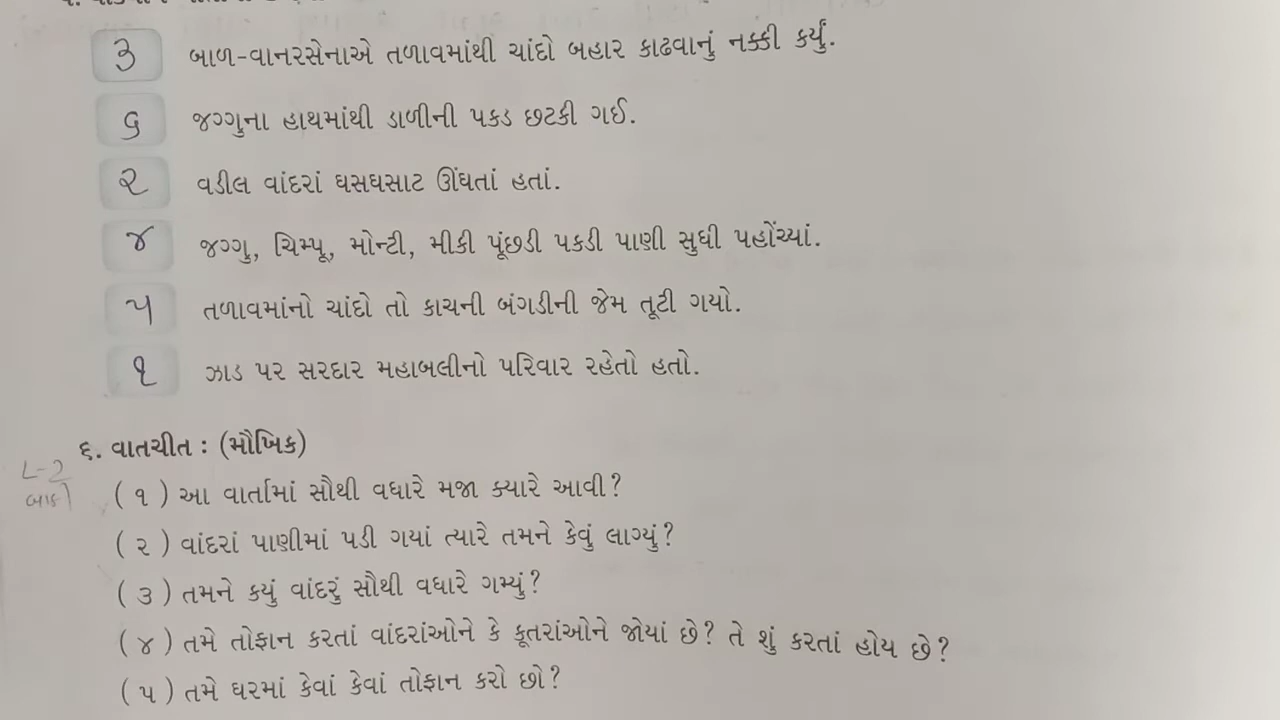 ૩ બાળ-વાનરસેનાએ તળાવમાંથી ચાંદો બહાર કાઢવાનું નક્કી કર્યું.
૬ જગ્ગુના હાથમાંથી ડાળીની પકડ છટકી ગઈ.
૨ વડીલ વાંદરાં ઘસઘસાટ ઊંઘતાં હતાં.
૪ જગ્ગુ, ચિમ્પૂ, મોન્ટી, મીકી પૂંછડી પકડી પાણી સુધી પહોંચ્યાં.
૫ તળાવમાંનો ચાંદો તો કાચની બંગડીની જેમ તૂટી ગયો.
૧ ઝાડ પર સરદાર મહાબલીનો પરિવાર રહેતો હતો.
૬. વાતચીત : (મૌખિક)
L-2
બાકી
(૧) આ વાર્તામાં સૌથી વધારે મજા ક્યારે આવી?
(૨) વાંદરાં પાણીમાં પડી ગયાં ત્યારે તમને કેવું લાગ્યું?
(૩) તમને કયું વાંદરું સૌથી વધારે ગમ્યું?
(૪) તમે તોફાન કરતાં વાંદરાંઓને કે કૂતરાંઓને જોયાં છે? તે શું કરતાં હોય છે?
(૫) તમે ઘરમાં કેવાં કેવાં તોફાન કરો છો?